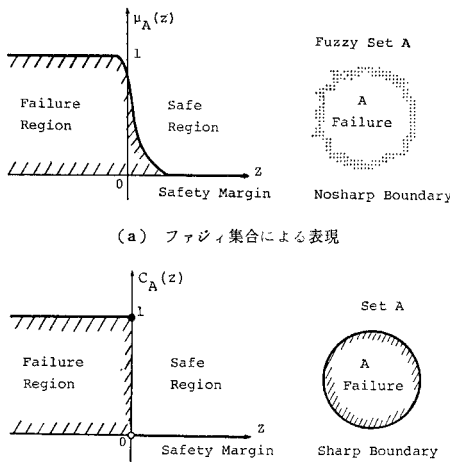 μA(z)
Fuzzy Set A
1
Failure
Region
Safe
Region
A
Failure
0
z
Safety Margin
Nosharp Boundary
(a) ファジィ集合による表現
CA(z)
Set A
1
Failure
Region
Safe
Region
A
Failure
0
z
Safety Margin
Sharp Boundary